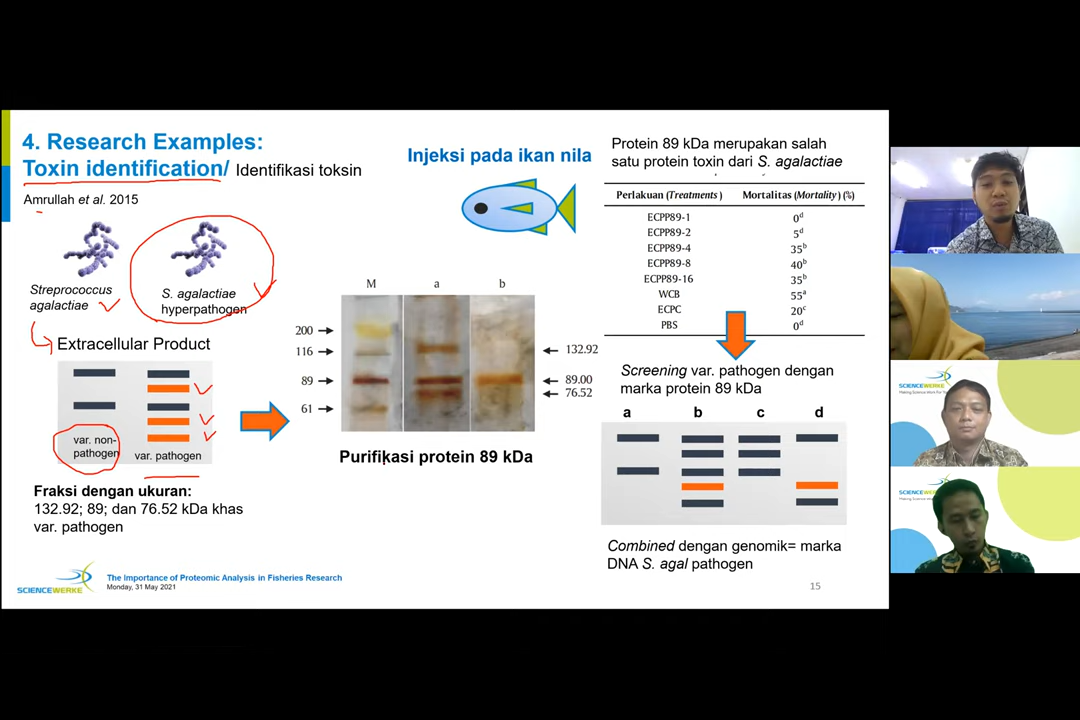 4. Research Examples:
Toxin identification/ Identifikasi toksin
Amrullah et al. 2015
Streprococcus
agalactiae
S. agalactiae
hyperpathogen
Extracellular Product
var. non-
pathogen
var. pathogen
Fraksi dengan ukuran:
132.92; 89; dan 76.52 kDa khas
var. pathogen
Injeksi pada ikan nila
M a b
200
116
89
61
132.92
89.00
76.52
Purifikasi protein 89 kDa
Protein 89 kDa merupakan salah
satu protein toxin dari S. agalactiae
Perlakuan (Treatments) Mortalitas (Mortality) (%)
ECPP89-1 0d
ECPP89-2 5d
ECPP89-4 35b
ECPP89-8 40b
ECPP89-16 35b
WCB 55a
ECPC 20c
PBS 0d
Screening var. pathogen dengan
marka protein 89 kDa
a b c d
Combined dengan genomik= marka
DNA S. agal pathogen
SCIENCEWERKE
The Importance of Proteomic Analysis in Fisheries Research
Monday, 31 May 2021
15
SCIENCEWERKE
SCIENCEWE